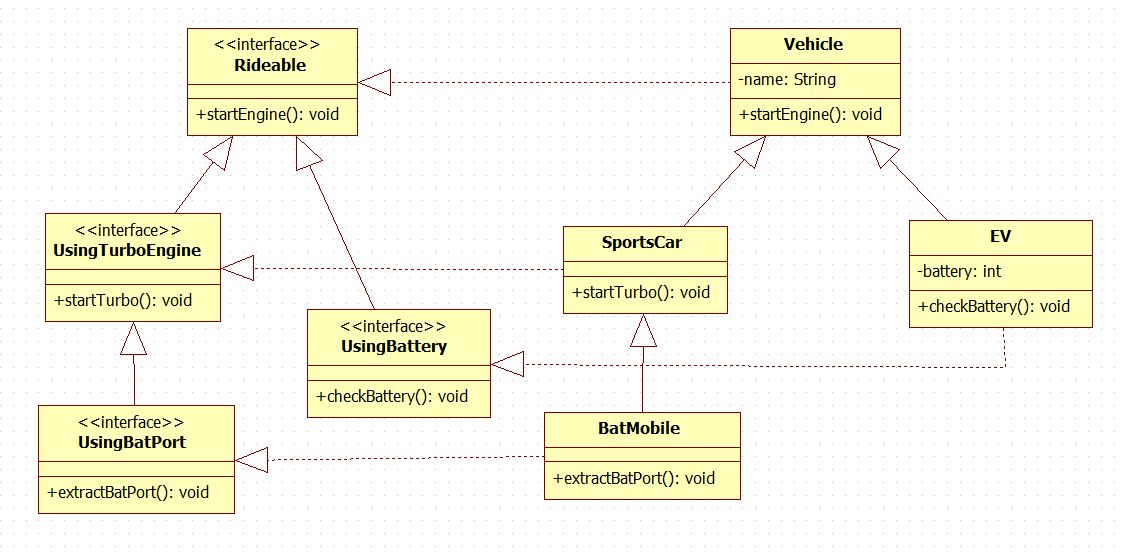 <<interface>>
Rideable
+startEngine(): void
Vehicle
-name: String
+startEngine(): void
<<interface>>
UsingTurboEngine
+startTurbo(): void
SportsCar
+startTurbo(): void
EV
-battery: int
+checkBattery(): void
<<interface>>
UsingBattery
+checkBattery(): void
<<interface>>
UsingBatPort
+extractBatPort(): void
BatMobile
+extractBatPort(): void